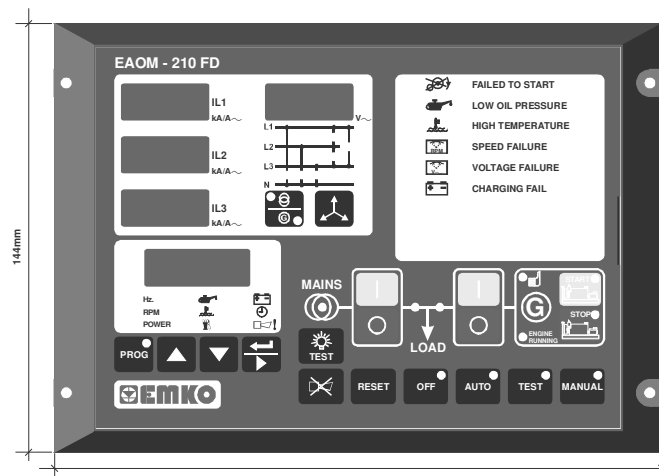 144mm
EAOM - 210 FD
IL1
kA/A
V
L1
L2
L3
N
IL2
kA/A
IL3
kA/A
G
FAILED TO START
LOW OIL PRESSURE
HIGH TEMPERATURE
RPM SPEED FAILURE
VOLTAGE FAILURE
CHARGING FAIL
Hz.
RPM
POWER
PROG
EMKO
MAINS
LOAD
G
START
STOP
ENGINE
RUNNING
TEST
RESET
OFF
AUTO
TEST
MANUAL